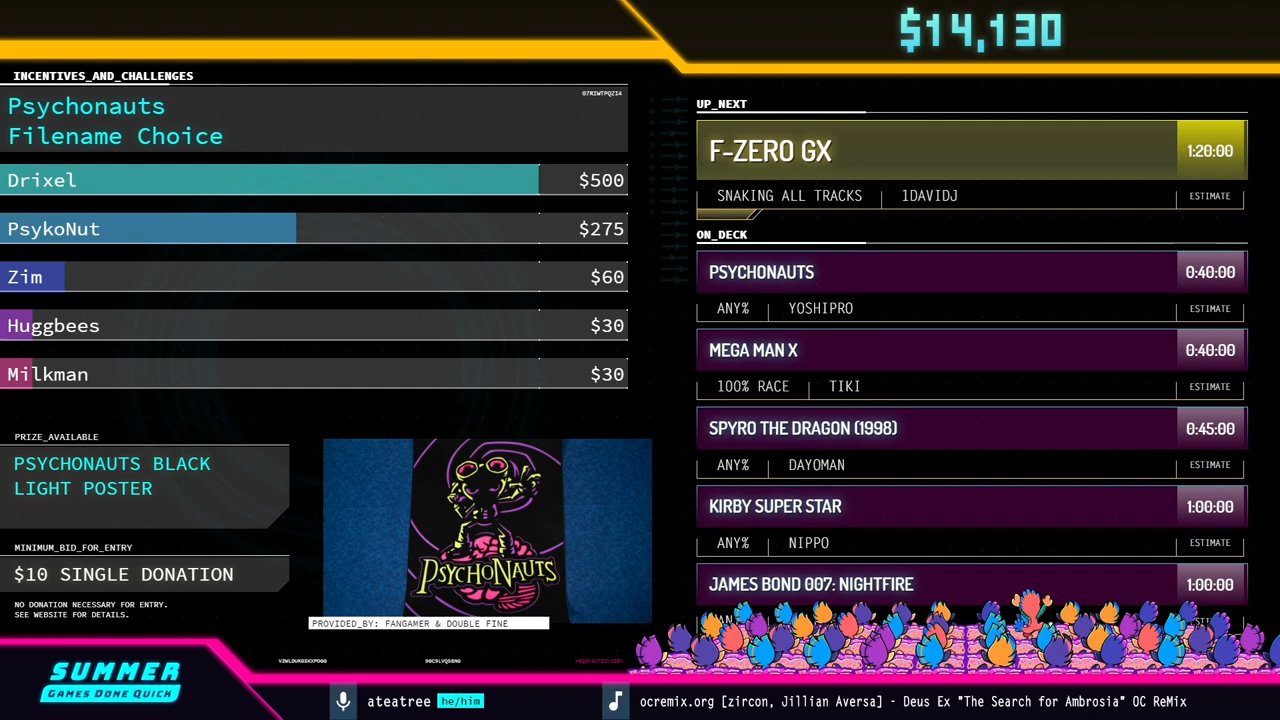 $14,130
INCENTIVES_AND_CHALLENGES
07RIWTPQZI4
Psychonauts
Filename Choice
Drixel $500
PsykoNut $275
Zim $60
Huggbees $30
Milkman $30
PRIZE_AVAILABLE
PSYCHONAUTS BLACK
LIGHT POSTER
MINIMUM_BID_FOR_ENTRY
$10 SINGLE DONATION
NO DONATION NECESSARY FOR ENTRY.
SEE WEBSITE FOR DETAILS.
PSYCHONAUTS
PROVIDED_BY: FANGAMER & DOUBLE FINE
UP_NEXT
F-ZERO GX 1:20:00
SNAKING ALL TRACKS 1DAVIDJ ESTIMATE
ON_DECK
PSYCHONAUTS 0:40:00
ANY% YOSHIPRO ESTIMATE
MEGA MAN X 0:40:00
100% RACE TIKI ESTIMATE
SPYRO THE DRAGON (1998) 0:45:00
ANY% DAYOMAN ESTIMATE
KIRBY SUPER STAR 1:00:00
ANY% NIPPO ESTIMATE
JAMES BOND 007: NIGHTFIRE 1:00:00
SUMMER
GAMES DONE QUICK
ateatree he/him
ocremix.org [zircon, Jillian Aversa] - Deus Ex "The Search for Ambrosia" OC ReMix